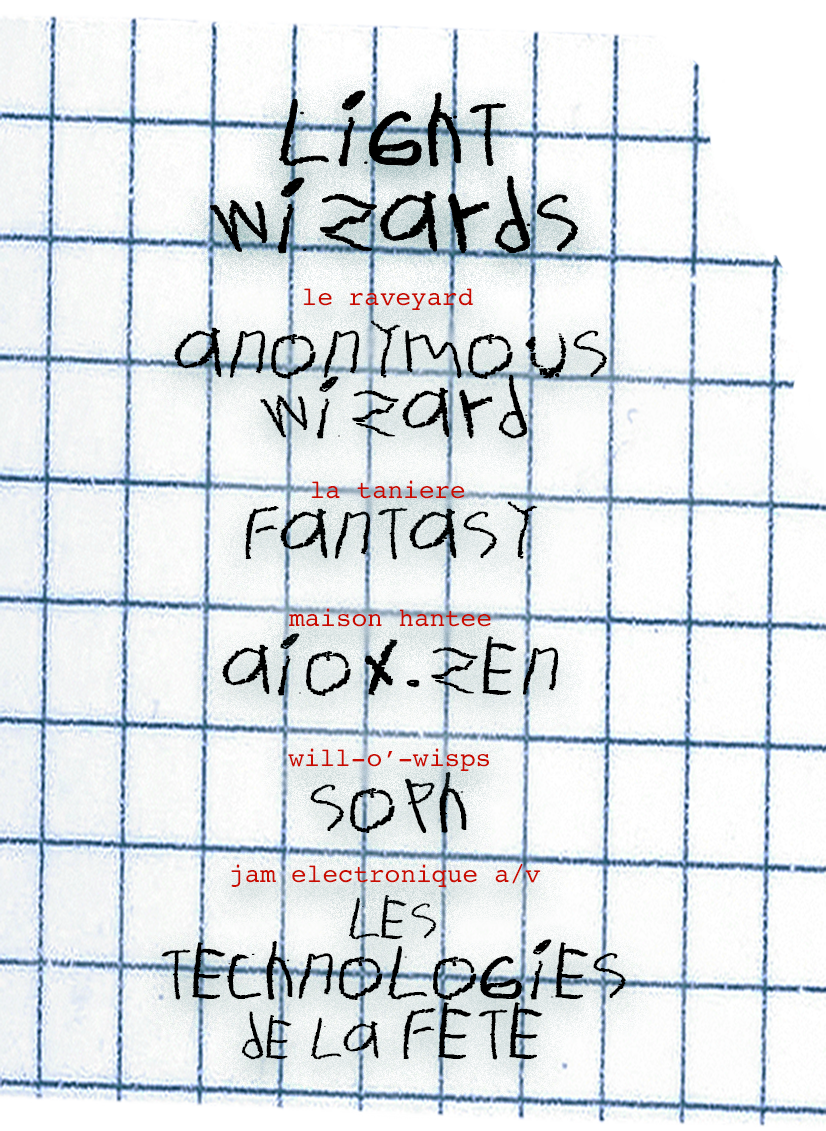 LiGhT
wizards
le raveyard
anonYmous
wizard
la taniere
FanTasY
maison hantee
aiox.zEn
will-o’-wisps
soPh
jam electronique a/v
LES
TEChnoLOGiES
dE La FETE